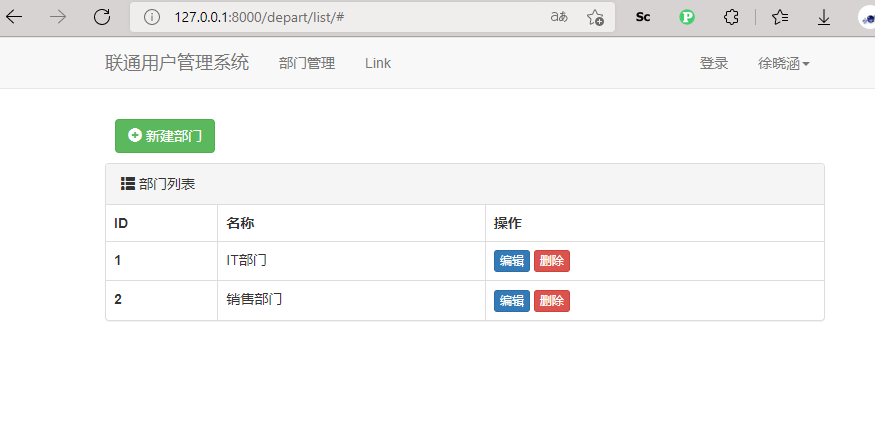 127.0.0.1:8000/depart/list/#
aあ
Sc
P
联通用户管理系统 部门管理 Link 登录 徐晓涵
新建部门
部门列表
ID 名称 操作
1 IT部门 编辑 删除
2 销售部门 编辑 删除